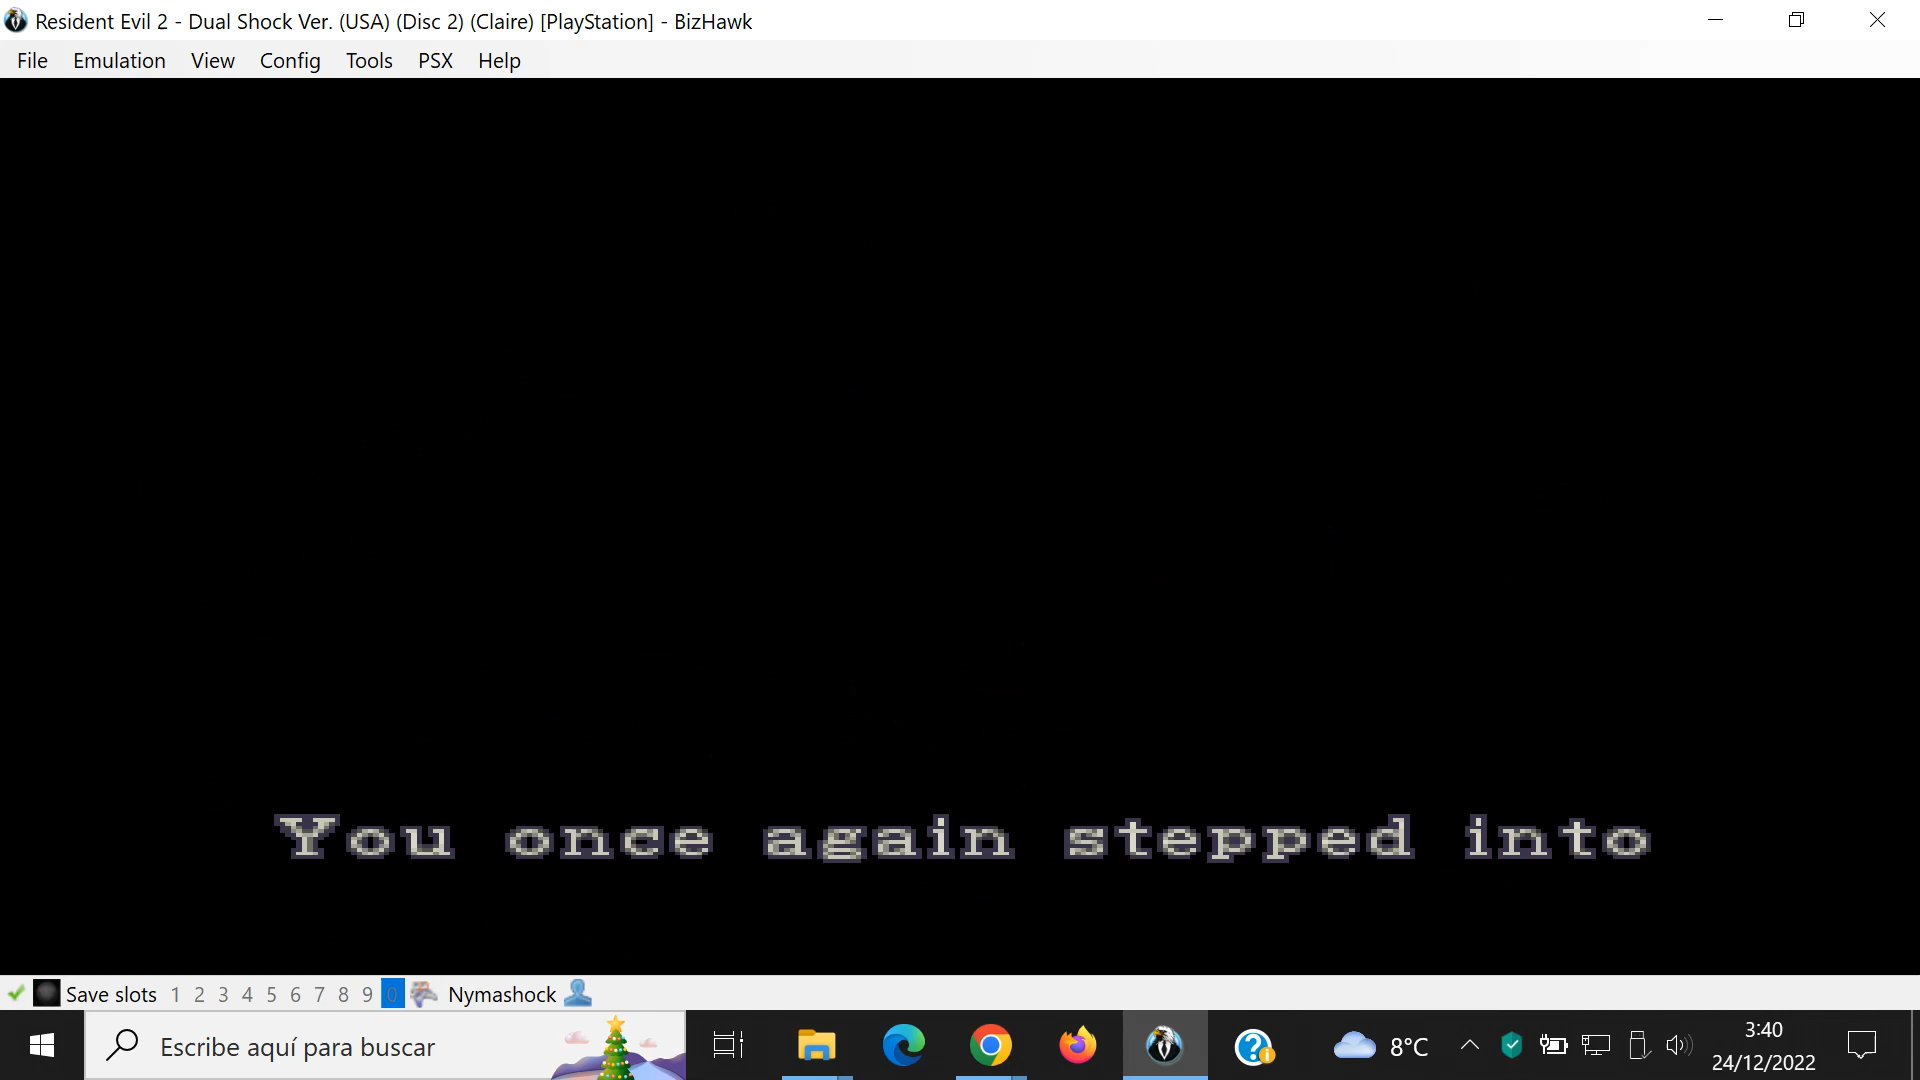 Resident Evil 2 - Dual Shock Ver. (USA) (Disc 2) (Claire) [PlayStation] - BizHawk
File Emulation View Config Tools PSX Help
You once again stepped into
Save slots 1 2 3 4 5 6 7 8 9 0 Nymashock
Escribe aquí para buscar
8°C
3:40
24/12/2022